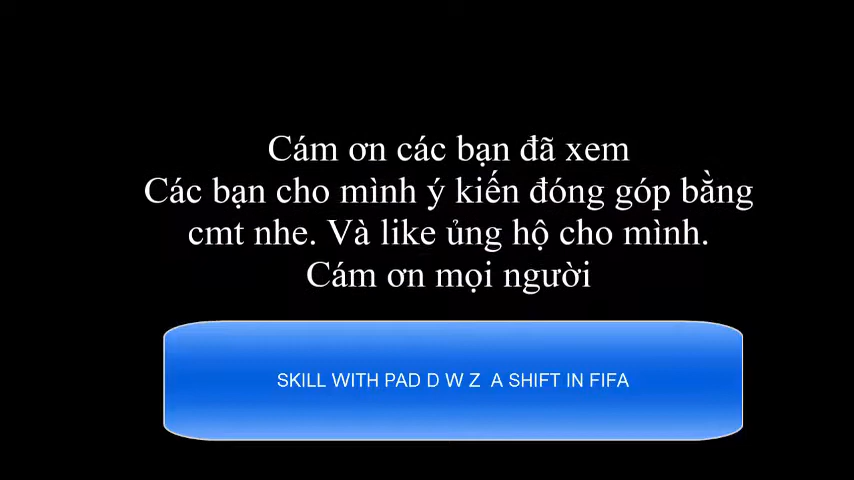 Cám ơn các bạn đã xem
Các bạn cho mình ý kiến đóng góp bằng
cmt nhe. Và like ủng hộ cho mình.
Cám ơn mọi người
SKILL WITH PAD D W Z  A SHIFT IN FIFA